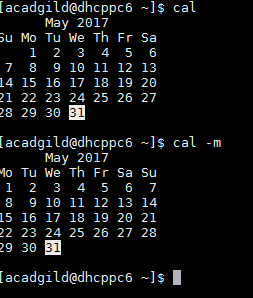 [acadgild@dhcppc6 ~]$ cal
      May 2017
Su Mo Tu We Th Fr Sa
    1  2  3  4  5  6
 7  8  9 10 11 12 13
14 15 16 17 18 19 20
21 22 23 24 25 26 27
28 29 30 31

[acadgild@dhcppc6 ~]$ cal -m
      May 2017
Mo Tu We Th Fr Sa Su
 1  2  3  4  5  6  7
 8  9 10 11 12 13 14
15 16 17 18 19 20 21
22 23 24 25 26 27 28
29 30 31

[acadgild@dhcppc6 ~]$